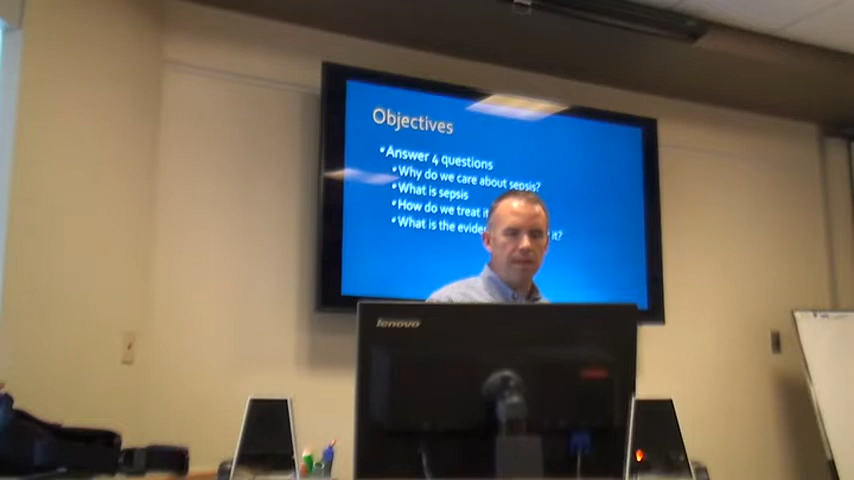 Objectives
•Answer 4 questions
•Why do we care about sepsis?
•What is sepsis
•How do we treat
•What is the it?
lenovo